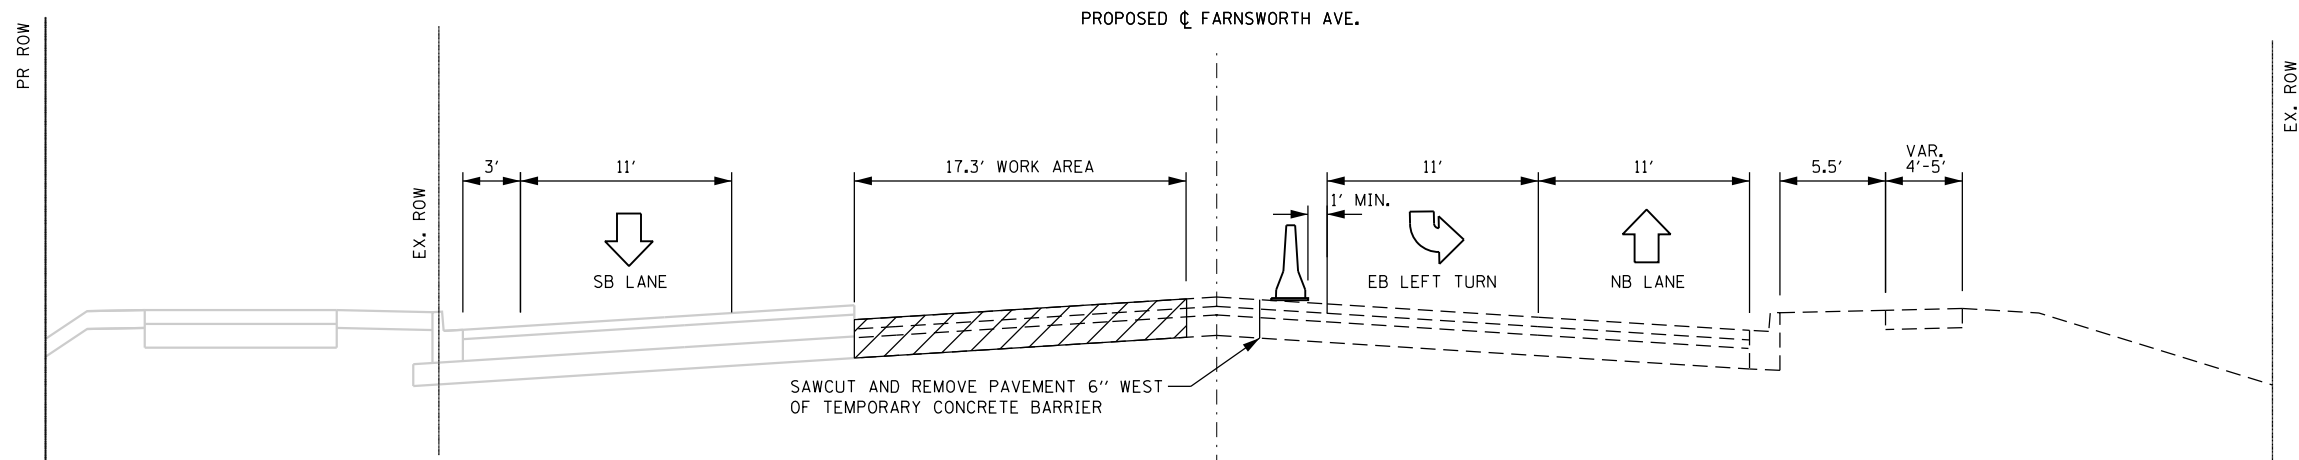 PROPOSED ℄ FARNSWORTH AVE.
PR ROW
EX. ROW
EX. ROW
3'
11'
17.3' WORK AREA
11'
11'
5.5'
VAR.
4'-5'
1' MIN.
SB LANE
EB LEFT TURN
NB LANE
SAWCUT AND REMOVE PAVEMENT 6'' WEST
OF TEMPORARY CONCRETE BARRIER